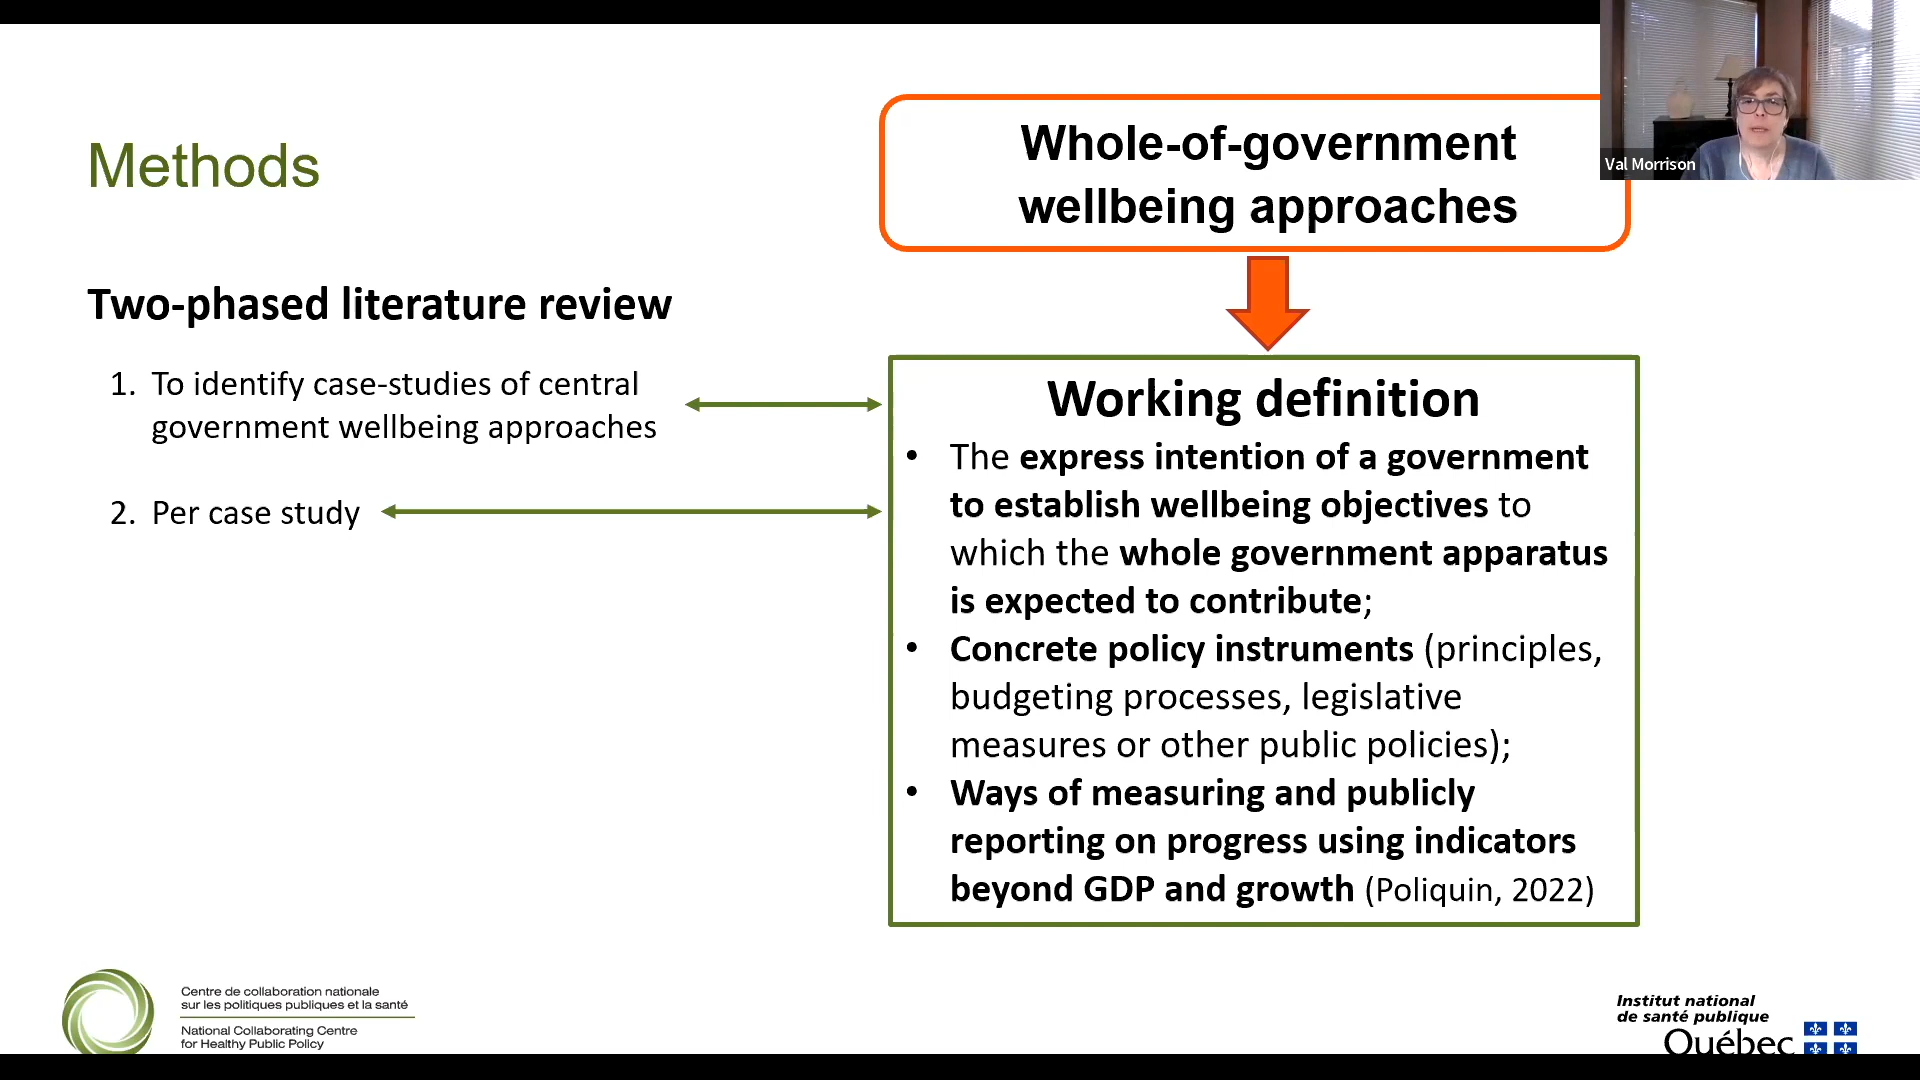 Methods
Two-phased literature review
1. To identify case-studies of central
government wellbeing approaches
2. Per case study
Whole-of-government
wellbeing approaches
Val Morrison
Working definition
• The express intention of a government
to establish wellbeing objectives to
which the whole government apparatus
is expected to contribute;
• Concrete policy instruments (principles,
budgeting processes, legislative
measures or other public policies);
• Ways of measuring and publicly
reporting on progress using indicators
beyond GDP and growth (Poliquin, 2022)
Centre de collaboration nationale
sur les politiques publiques et la santé
National Collaborating Centre
for Healthy Public Policy
Institut national
de santé publique
Québec